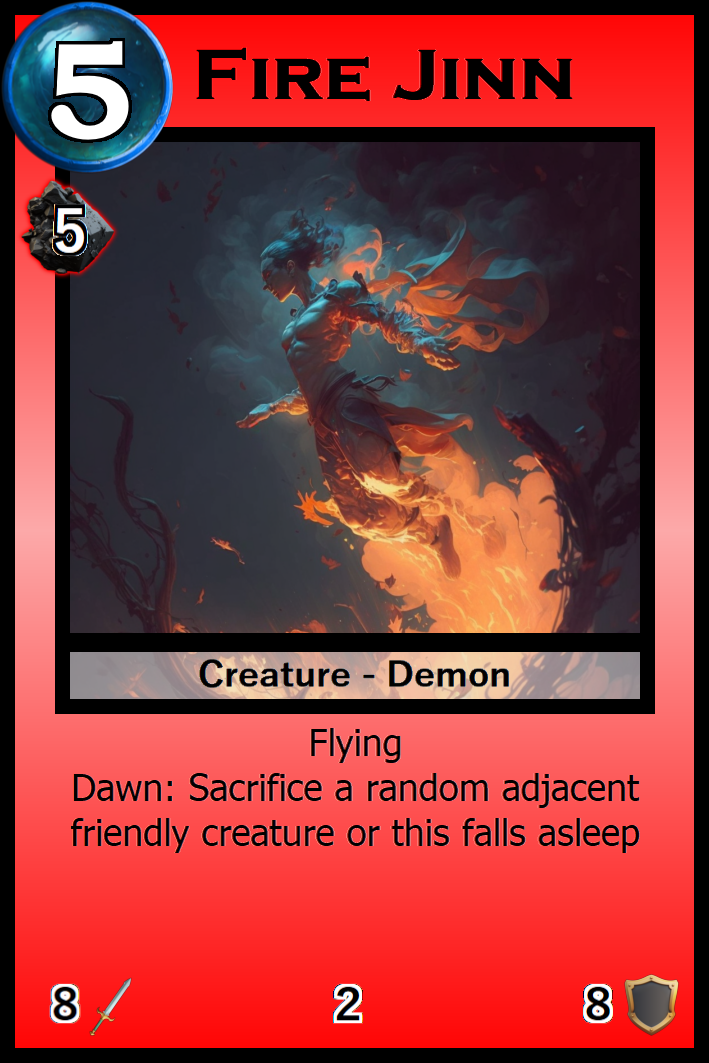 5
Fire Jinn
5
Creature - Demon
Flying
Dawn: Sacrifice a random adjacent
friendly creature or this falls asleep
8
2
8